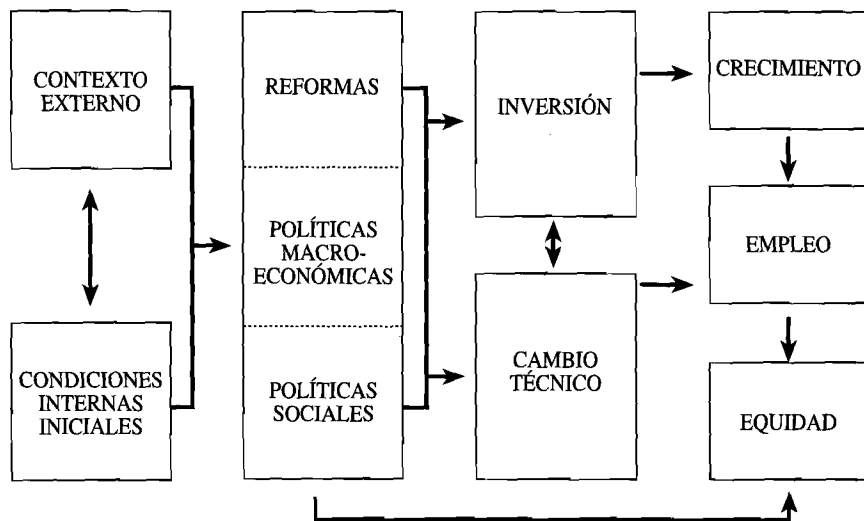 CONTEXTO
EXTERNO
CONDICIONES
INTERNAS
INICIALES
REFORMAS
POLÍTICAS
MACRO-
ECONÓMICAS
POLÍTICAS
SOCIALES
INVERSIÓN
CAMBIO
TÉCNICO
CRECIMIENTO
EMPLEO
EQUIDAD